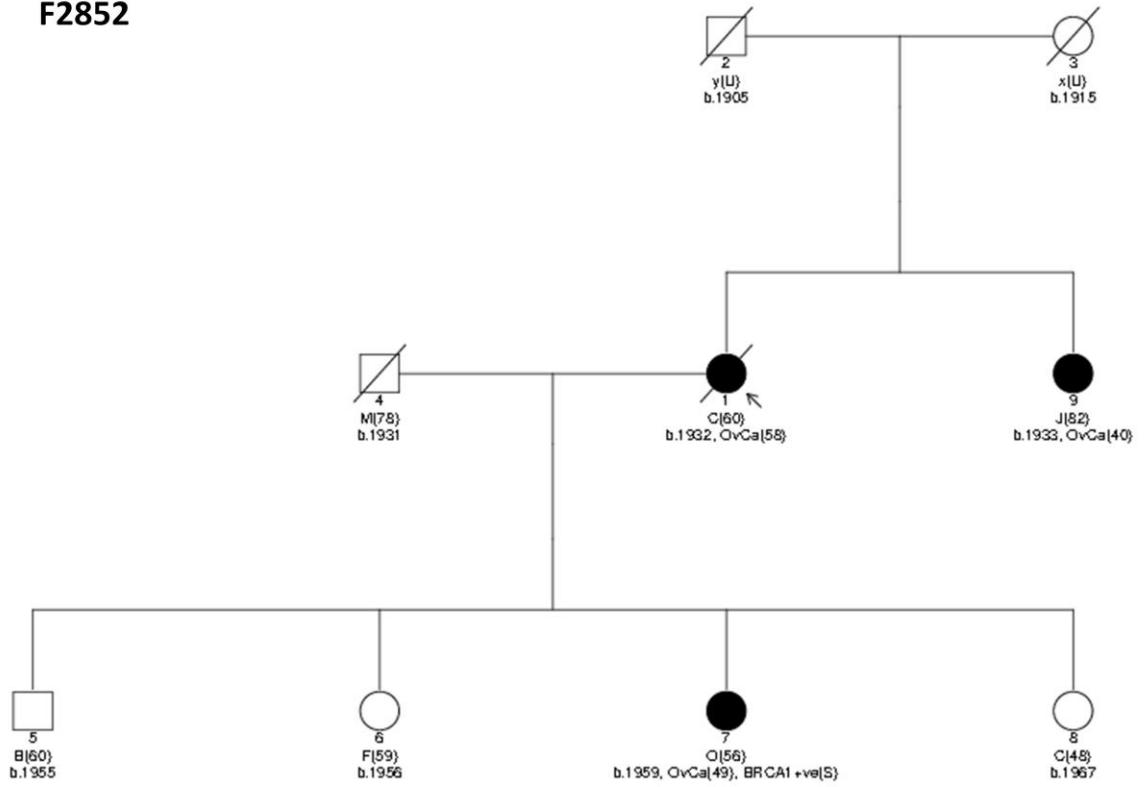 F2852
2
y{U}
b.1905
3
x{U}
b.1915
4
M{78}
b.1931
1
C{60}
b.1932, OvCa{58}
9
J{82}
b.1933, OvCa{40}
5
B{60}
b.1955
6
F{59}
b.1956
7
O{56}
b.1959, OvCa{49}, BRCA1+ve{S}
8
C{48}
b.1967